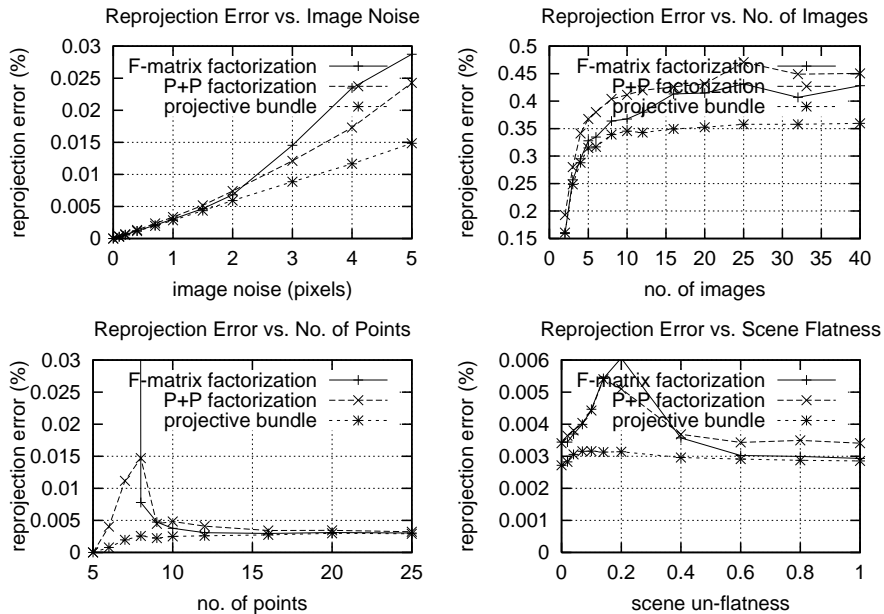 Reprojection Error vs. Image Noise
reprojection error (%)
0.03
0.025
0.02
0.015
0.01
0.005
0
F-matrix factorization
P+P factorization
projective bundle
0 1 2 3 4 5
image noise (pixels)
Reprojection Error vs. No. of Images
reprojection error (%)
0.5
0.45
0.4
0.35
0.3
0.25
0.2
0.15
F-matrix factorization
P+P factorization
projective bundle
0 5 10 15 20 25 30 35 40
no. of images
Reprojection Error vs. No. of Points
reprojection error (%)
0.03
0.025
0.02
0.015
0.01
0.005
0
F-matrix factorization
P+P factorization
projective bundle
5 10 15 20 25
no. of points
Reprojection Error vs. Scene Flatness
reprojection error (%)
0.006
0.005
0.004
0.003
0.002
0.001
0
F-matrix factorization
P+P factorization
projective bundle
0 0.2 0.4 0.6 0.8 1
scene un-flatness